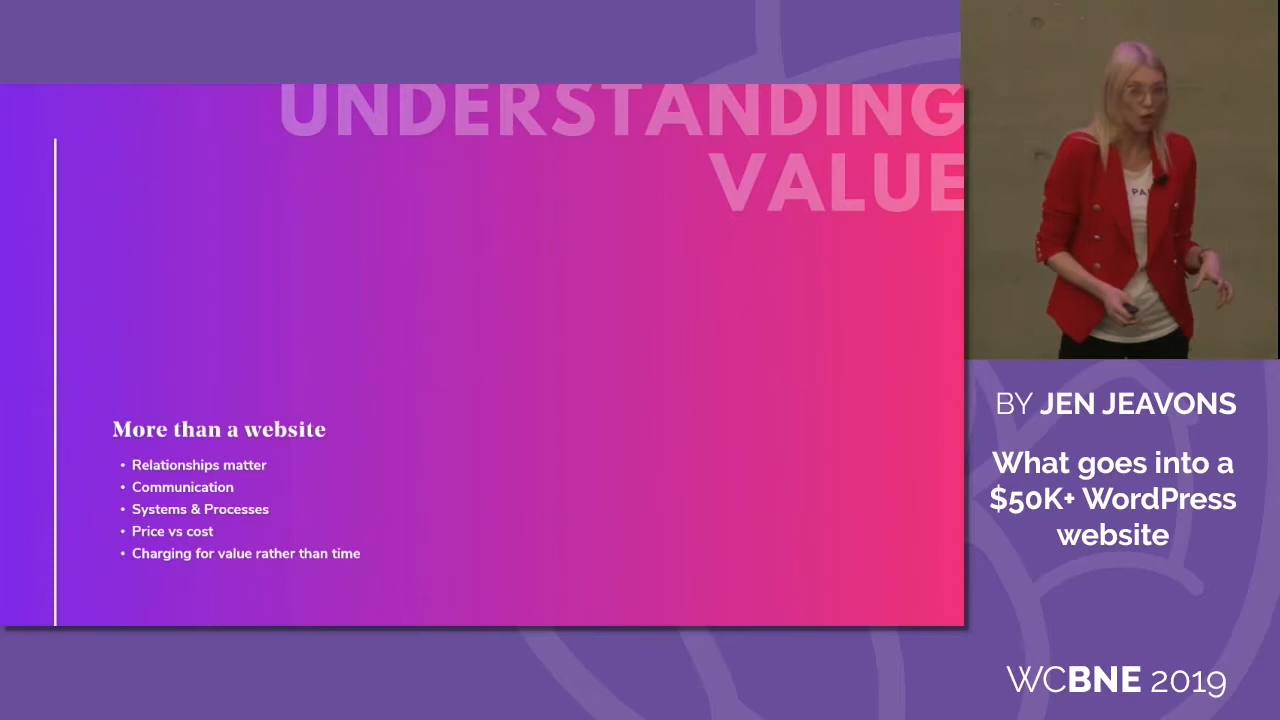 UNDERSTANDING
VALUE
More than a website
• Relationships matter
• Communication
• Systems & Processes
• Price vs cost
• Charging for value rather than time
BY JEN JEAVONS
What goes into a
$50K+ WordPress
website
WCBNE 2019